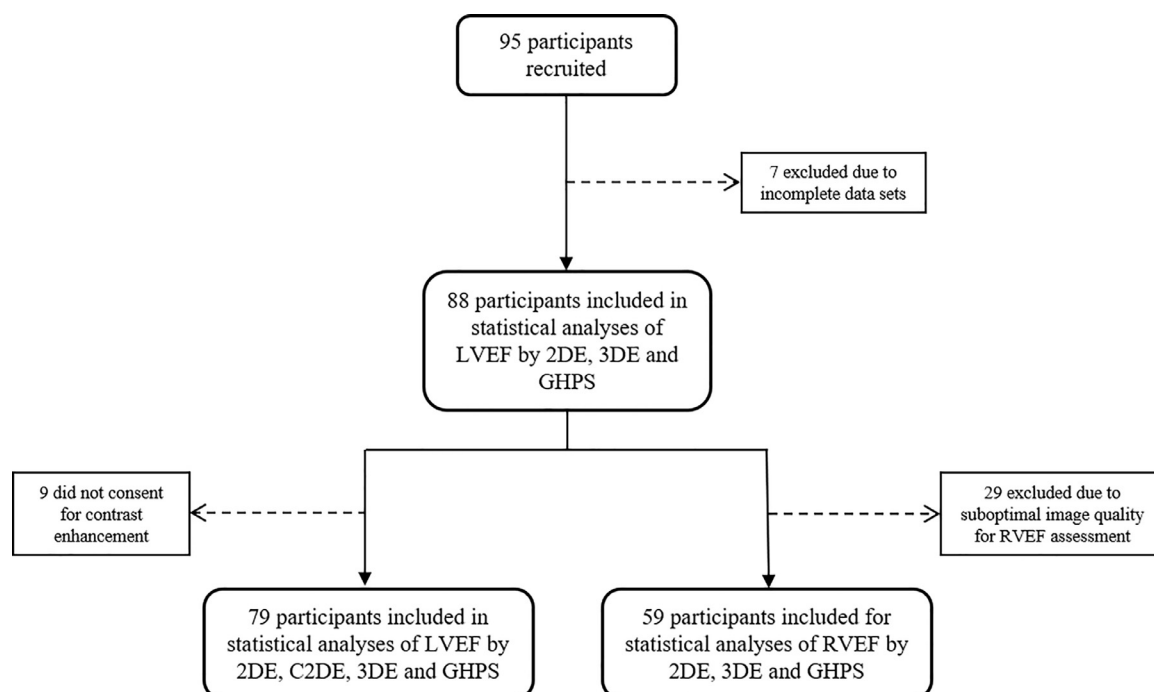 95 participants
recruited
7 excluded due to
incomplete data sets
88 participants included in
statistical analyses of
LVEF by 2DE, 3DE and
GHPS
9 did not consent
for contrast
enhancement
29 excluded due to
suboptimal image quality
for RVEF assessment
79 participants included in
statistical analyses of LVEF by
2DE, C2DE, 3DE and GHPS
59 participants included for
statistical analyses of RVEF by
2DE, 3DE and GHPS